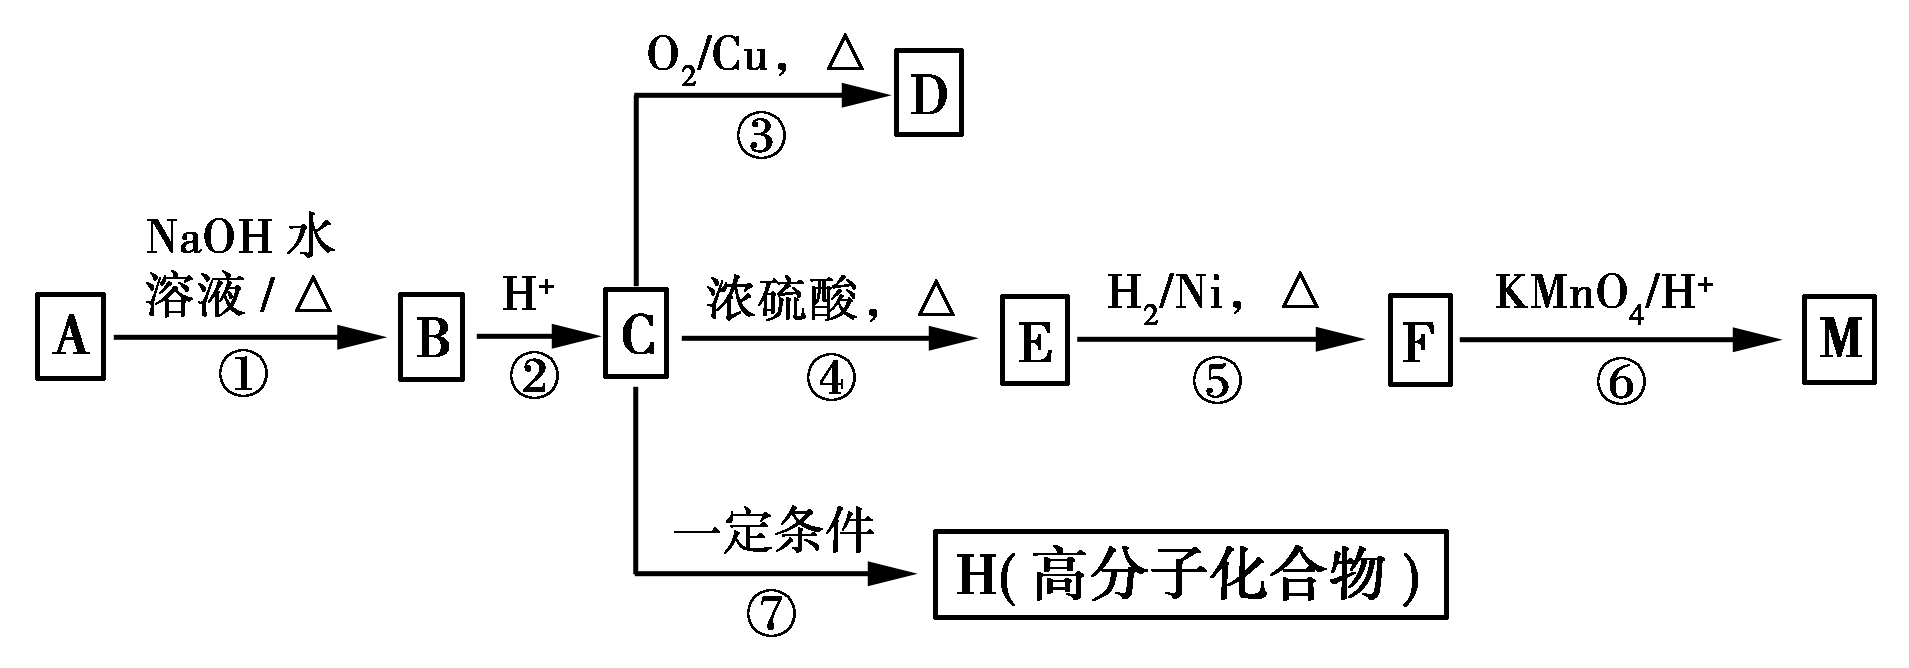 O₂/Cu，△
D
③
NaOH 水
溶液 / △
A
①
B
H⁺
②
C
浓硫酸，△
④
E
H₂/Ni，△
⑤
F
KMnO₄/H⁺
⑥
M
一定条件
⑦
H(高分子化合物)